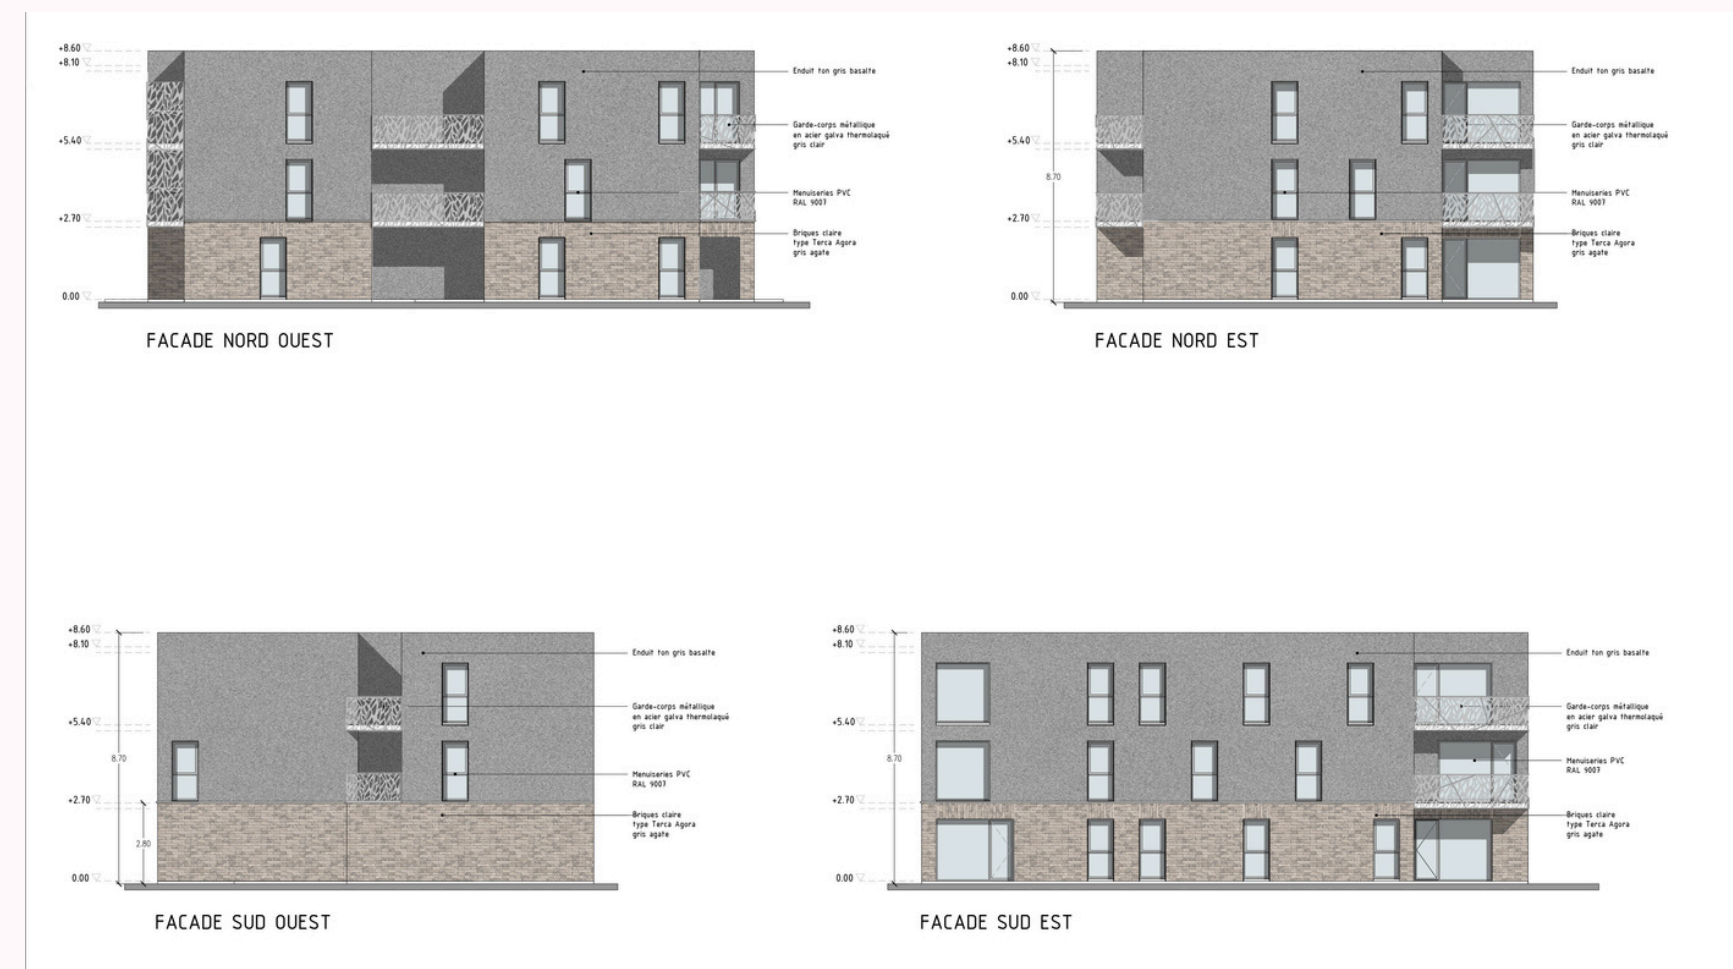 +8.60
+8.10
Enduit ton gris basalte
Garde-corps métallique
en acier galva thermolaqué
gris clair
+5.40
Menuiseries PVC
RAL 9007
+2.70
Briques claire
type Terca Agora
gris agate
0.00
FACADE NORD OUEST
+8.60
+8.10
Enduit ton gris basalte
Garde-corps métallique
en acier galva thermolaqué
gris clair
+5.40
8.70
Menuiseries PVC
RAL 9007
+2.70
Briques claire
type Terca Agora
gris agate
0.00
FACADE NORD EST
+8.60
+8.10
Enduit ton gris basalte
Garde-corps métallique
en acier galva thermolaqué
gris clair
+5.40
8.70
Menuiseries PVC
RAL 9007
+2.70
Briques claire
type Terca Agora
gris agate
2.80
0.00
FACADE SUD OUEST
+8.60
+8.10
Enduit ton gris basalte
Garde-corps métallique
en acier galva thermolaqué
gris clair
+5.40
8.70
Menuiseries PVC
RAL 9007
+2.70
Briques claire
type Terca Agora
gris agate
0.00
FACADE SUD EST